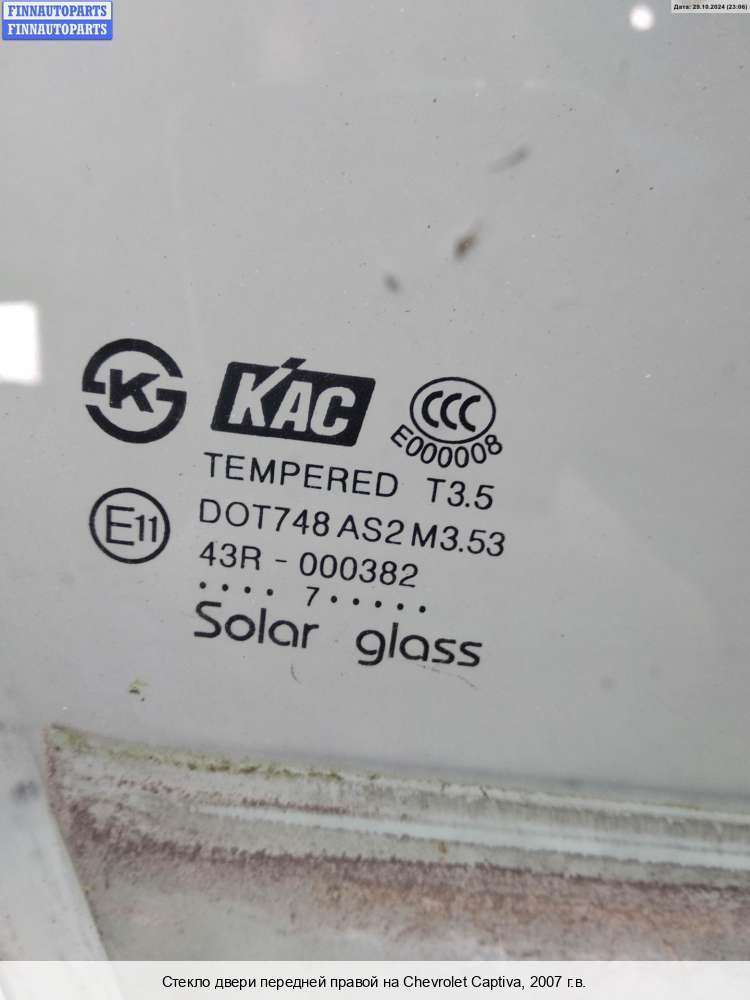 FINNAUTOPARTS
FINNAUTOPARTS
Дата: 29.10.2024 (23:06)
K
KAC
CCC
E000008
TEMPERED T3.5
E11
DOT748 AS2 M3.53
43R - 000382
.... 7 .....
Solar glass
Стекло двери передней правой на Chevrolet Captiva, 2007 г.в.